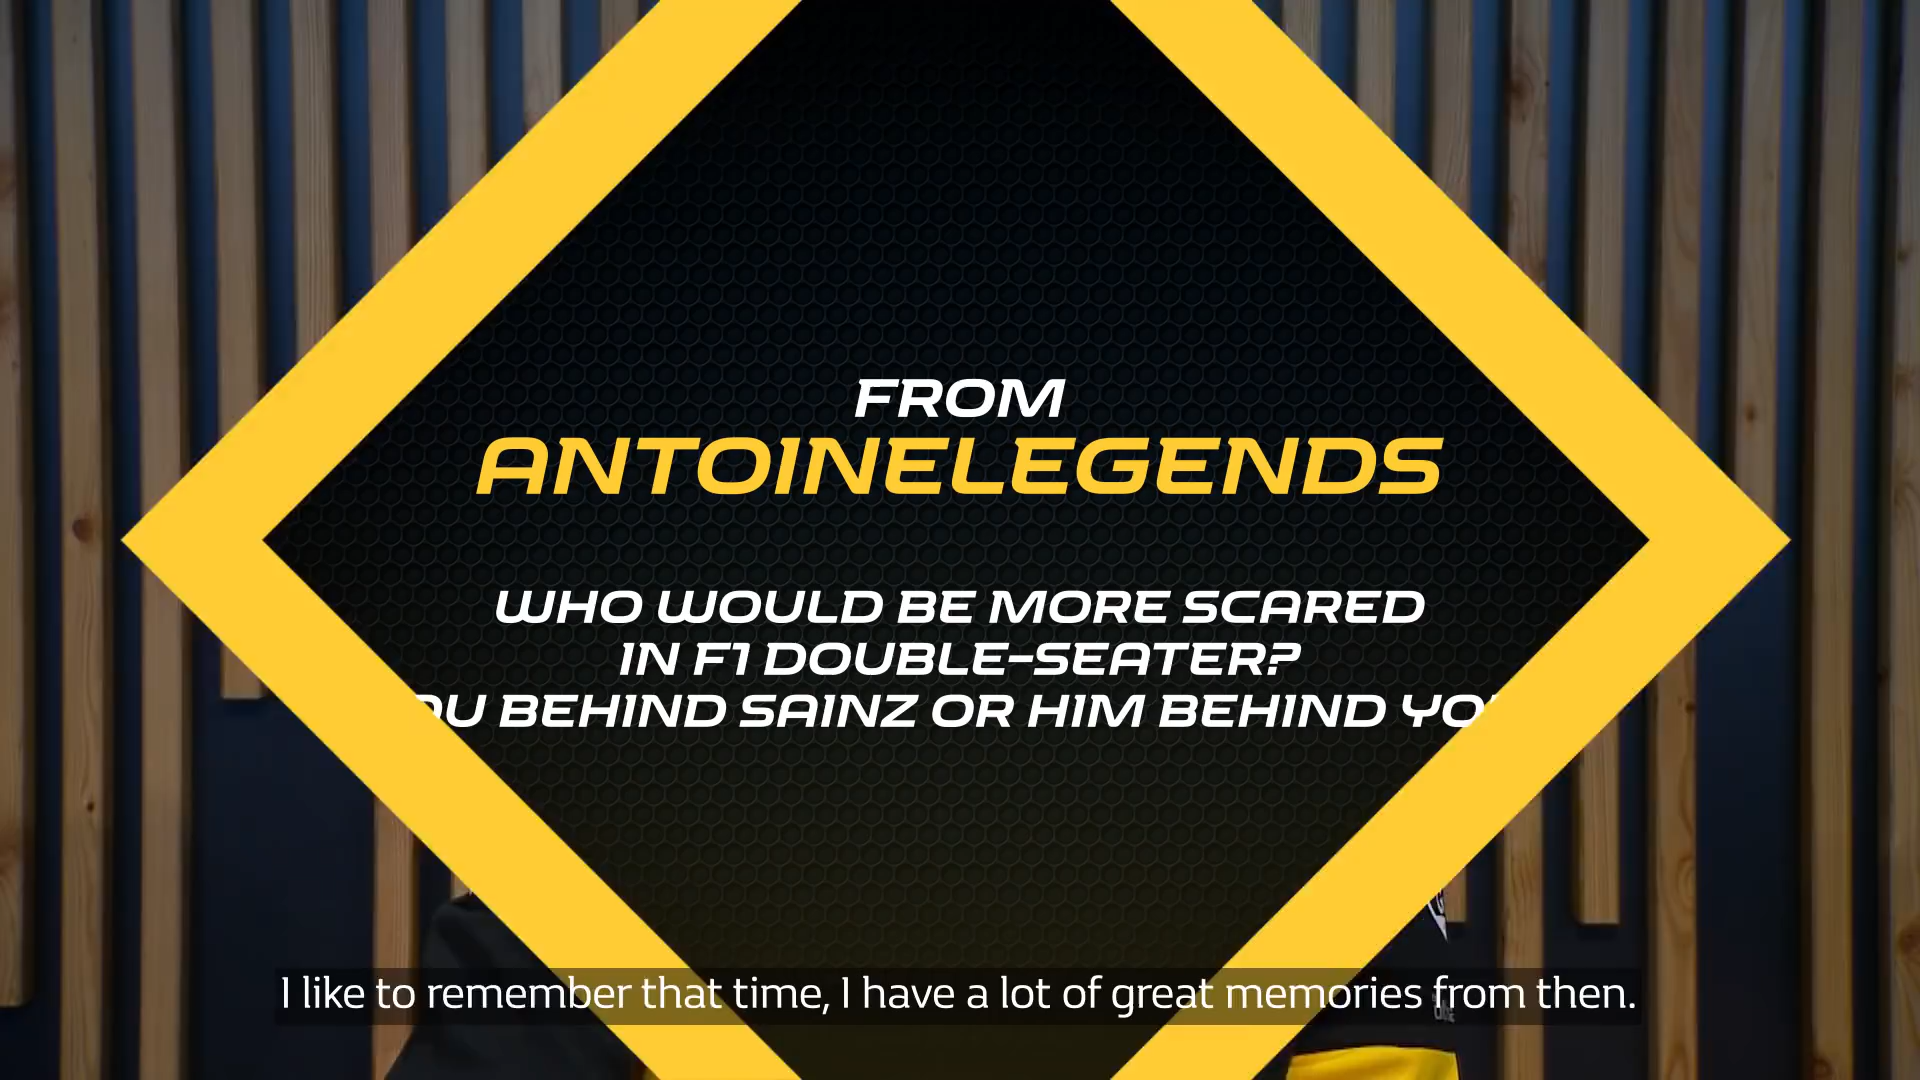 FROM
ANTOINELEGENDS
WHO WOULD BE MORE SCARED
IN F1 DOUBLE-SEATER?
BEHIND SAINZ OR HIM BEHIND
I like to remember that time, I have a lot of great memories from then.